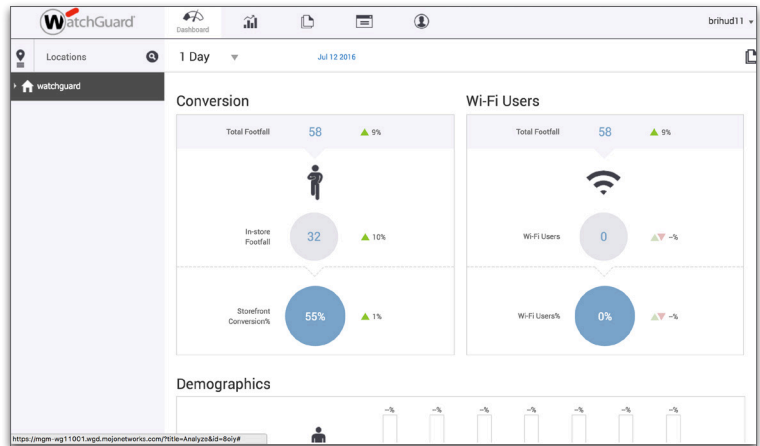 WatchGuard
Dashboard
brihud11
Locations
1 Day
Jul 12 2016
watchguard
Conversion
Wi-Fi Users
Total Footfall 58 9%
Total Footfall 58 9%
In-store
Footfall
32 10%
Wi-Fi Users 0 –%
Storefront
Conversion%
55% 1%
Wi-Fi Users% 0% –%
Demographics
–% –% –% –% –% –% –%
https://mgm-wg11001.wgd.mojonetworks.com/?title=Analyze&id=8oiy#